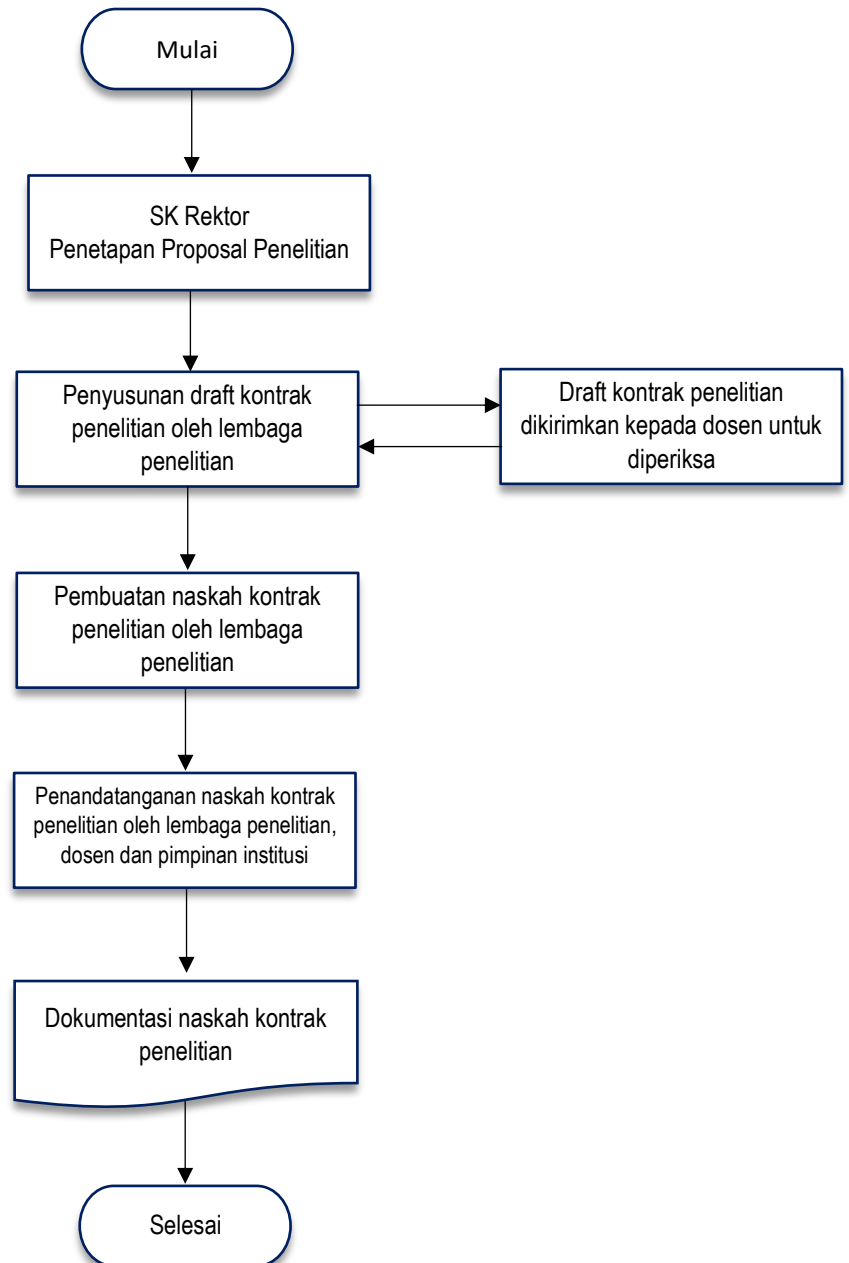 Mulai
SK Rektor
Penetapan Proposal Penelitian
Penyusunan draft kontrak
penelitian oleh lembaga
penelitian
Draft kontrak penelitian
dikirimkan kepada dosen untuk
diperiksa
Pembuatan naskah kontrak
penelitian oleh lembaga
penelitian
Penandatanganan naskah kontrak
penelitian oleh lembaga penelitian,
dosen dan pimpinan institusi
Dokumentasi naskah kontrak
penelitian
Selesai